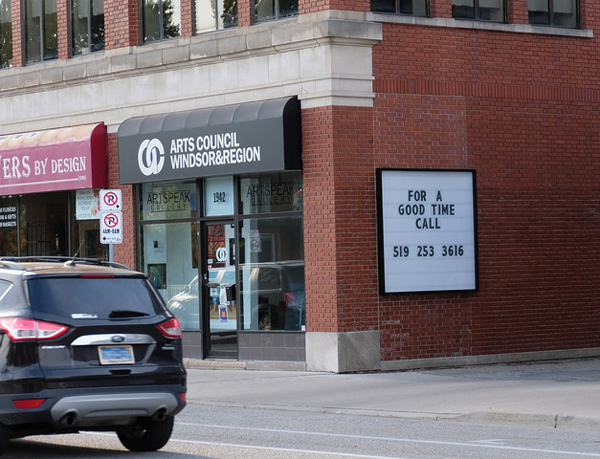 ERS BY DESIGN
ARTS COUNCIL
WINDSOR&REGION
ARTSPEAK
1942
ARTSPEAK
FOR A
GOOD TIME
CALL
519 253 3616